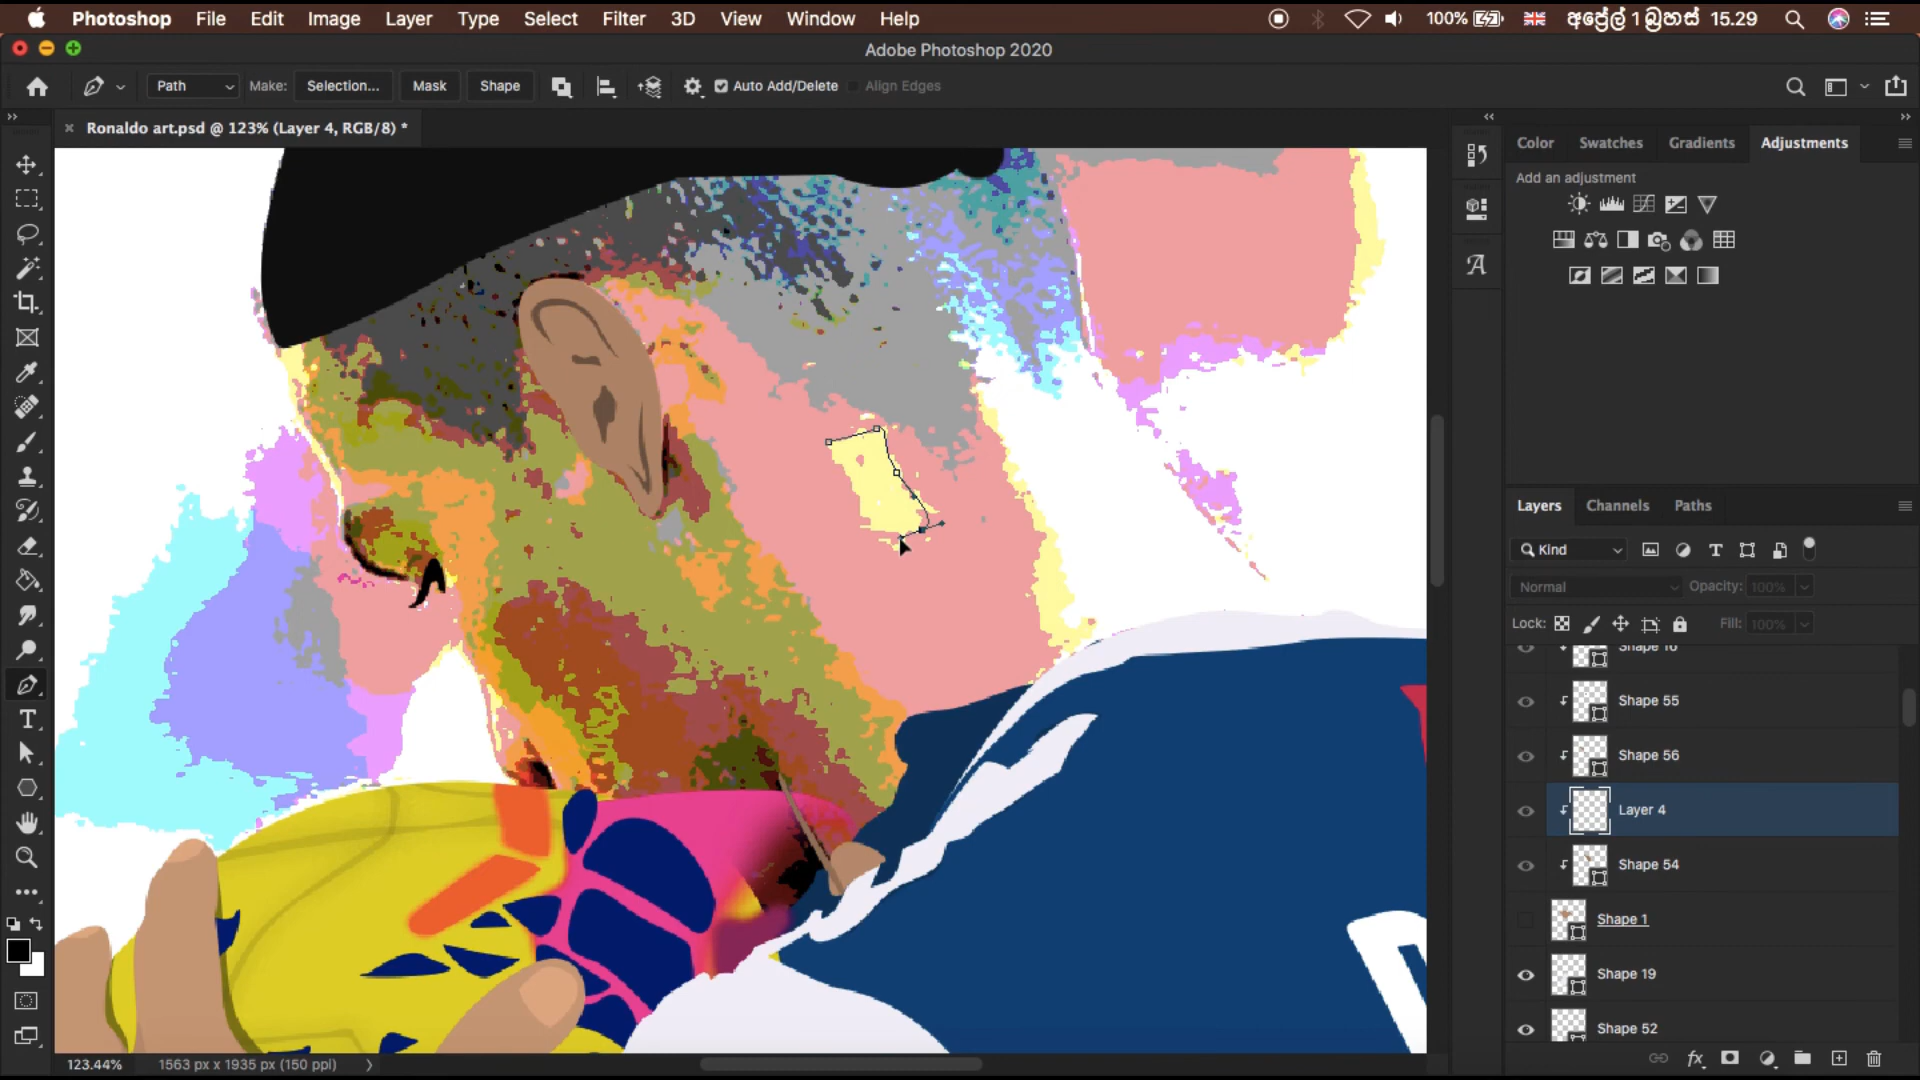 Photoshop File Edit Image Layer Type Select Filter 3D View Window Help 100% අප්‍රේල් 1 බ්‍රහස් 15.29
Adobe Photoshop 2020
Path Make: Selection... Mask Shape Auto Add/Delete Align Edges
Ronaldo art.psd @ 123% (Layer 4, RGB/8) *
Color Swatches Gradients Adjustments
Add an adjustment
Layers Channels Paths
Kind
Normal Opacity: 100%
Lock: Fill: 100%
Shape 16
Shape 55
Shape 56
Layer 4
Shape 54
Shape 1
Shape 19
Shape 52
123.44% 1563 px x 1935 px (150 ppi)